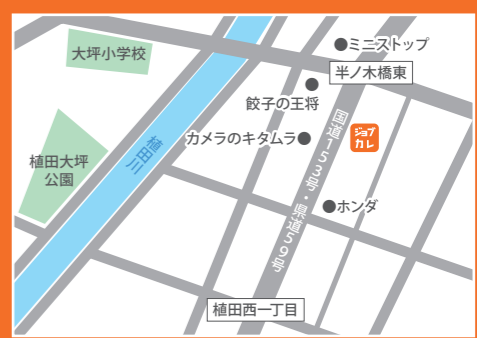 ミニストップ
大坪小学校
半ノ木橋東
餃子の王将
ジョブ
カレ
カメラのキタムラ
国道153号・県道59号
植田川
植田大坪
公園
ホンダ
植田西一丁目